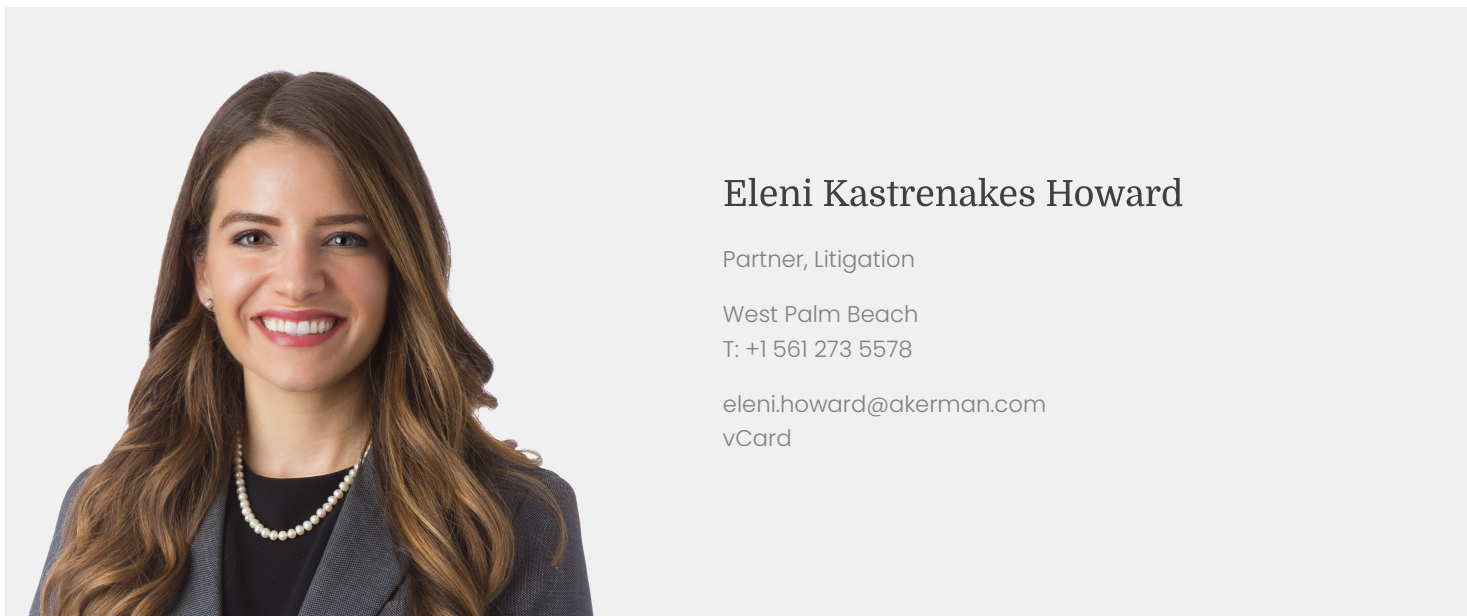 Eleni Kastrenakes Howard
Partner, Litigation
West Palm Beach
T: +1 561 273 5578
eleni.howard@akerman.com
vCard